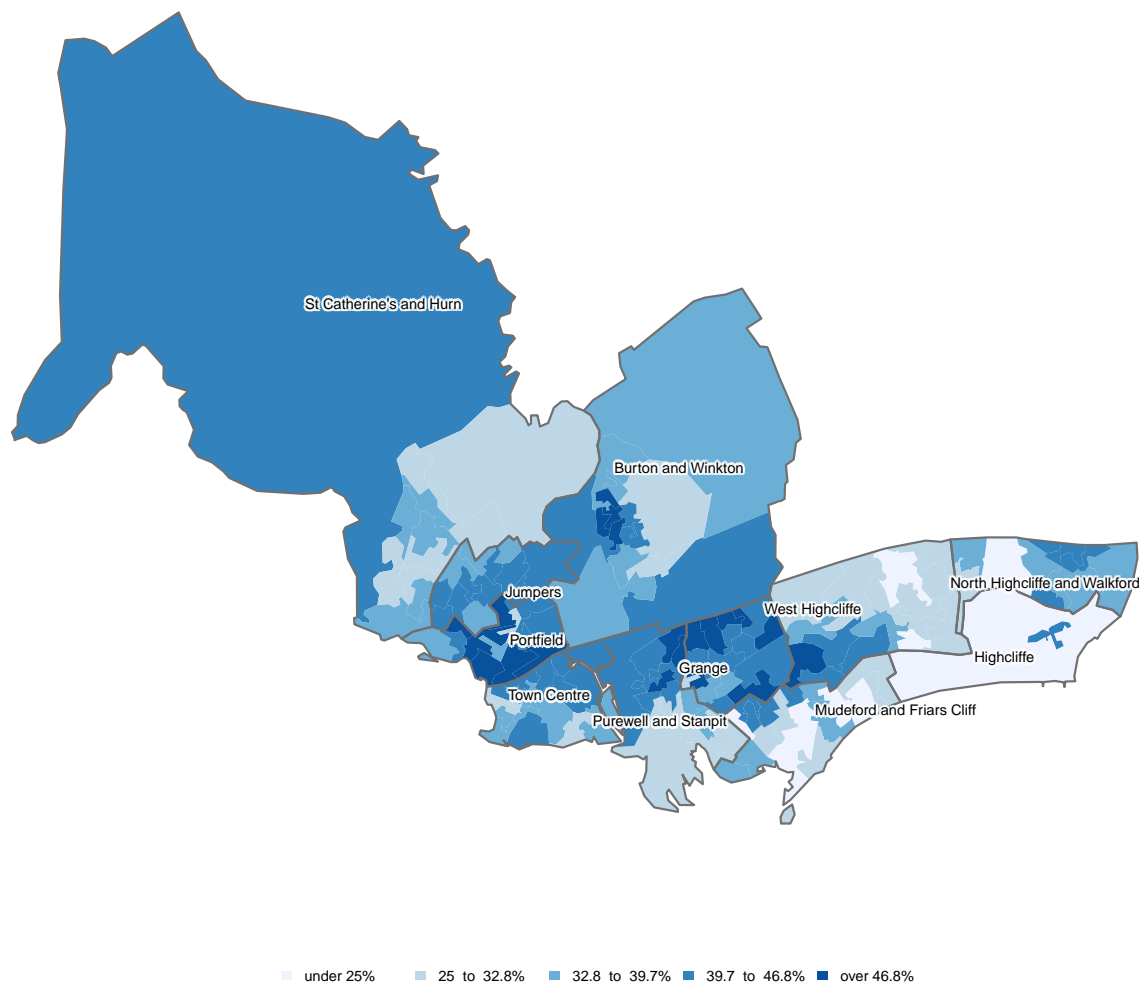 St Catherine's and Hurn
Burton and Winkton
North Highcliffe and Walkford
Jumpers
West Highcliffe
Portfield
Highcliffe
Grange
Town Centre
Mudeford and Friars Cliff
Purewell and Stanpit
under 25%
25 to 32.8%
32.8 to 39.7%
39.7 to 46.8%
over 46.8%